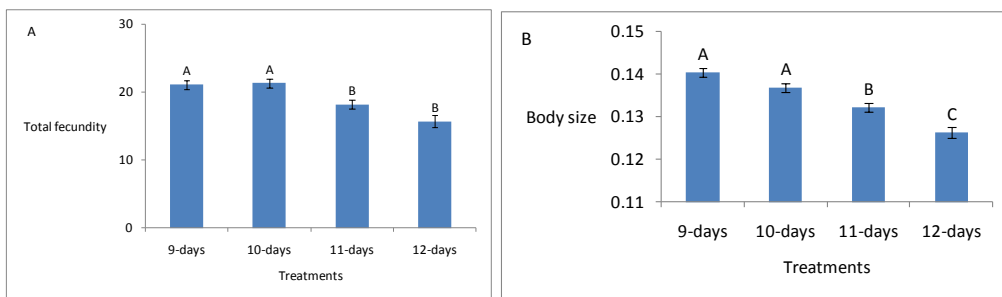 A
30
20
10
0
Total fecundity
A
A
B
B
9-days
10-days
11-days
12-days
Treatments
B
0.15
0.14
0.13
0.12
0.11
Body size
A
A
B
C
9-days
10-days
11-days
12-days
Treatments